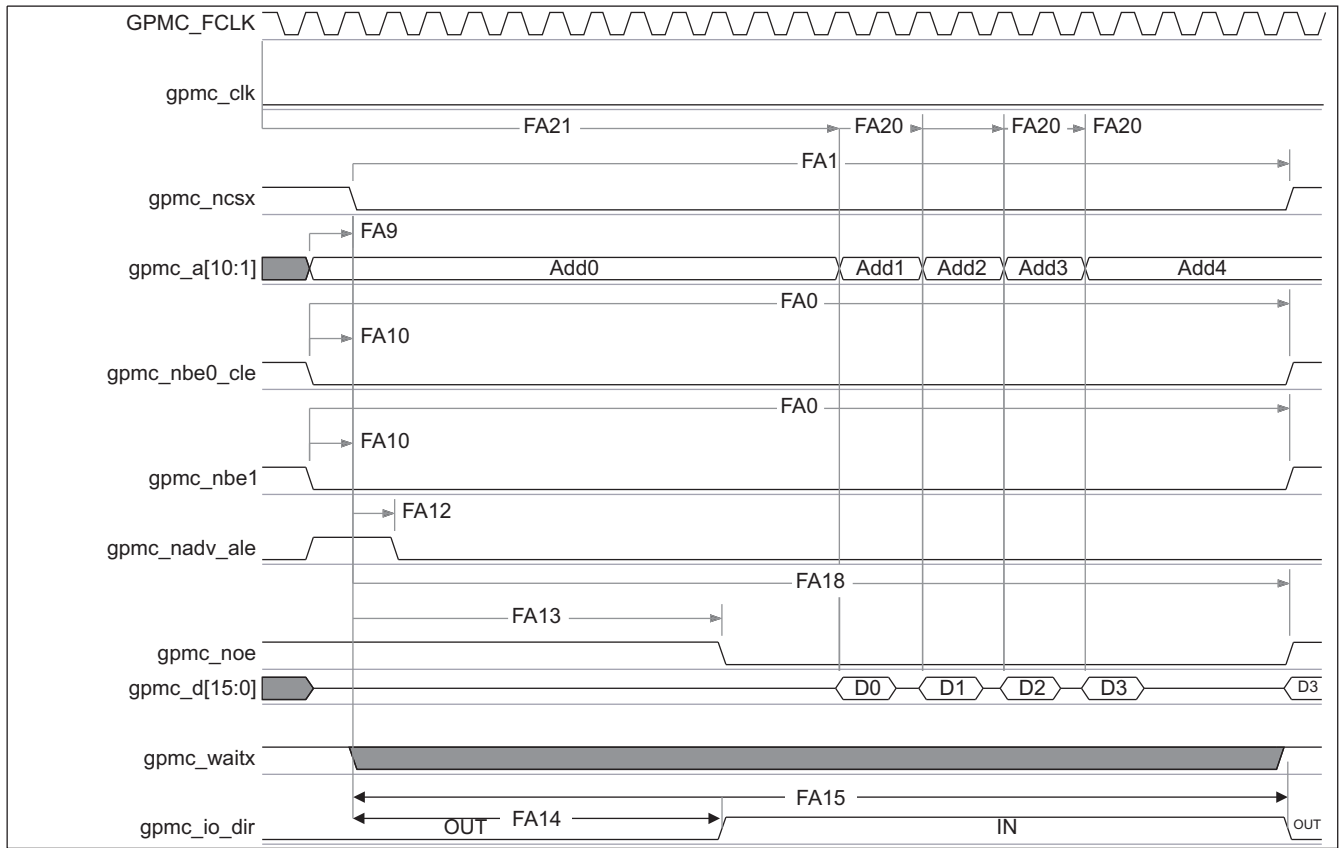 GPMC_FCLK
gpmc_clk
FA21 FA20 FA20 FA20
FA1
gpmc_ncsx
FA9
gpmc_a[10:1] Add0 Add1 Add2 Add3 Add4
FA0
FA10
gpmc_nbe0_cle
FA0
FA10
gpmc_nbe1
FA12
gpmc_nadv_ale
FA18
FA13
gpmc_noe
gpmc_d[15:0] D0 D1 D2 D3 D3
gpmc_waitx
FA15
FA14
gpmc_io_dir OUT IN OUT